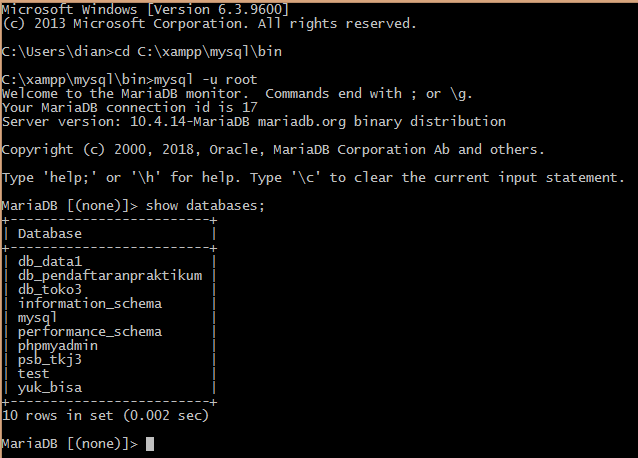 Microsoft Windows [Version 6.3.9600]
(c) 2013 Microsoft Corporation. All rights reserved.
C:\Users\dian>cd C:\xampp\mysql\bin
C:\xampp\mysql\bin>mysql -u root
Welcome to the MariaDB monitor.  Commands end with ; or \g.
Your MariaDB connection id is 17
Server version: 10.4.14-MariaDB mariadb.org binary distribution
Copyright (c) 2000, 2018, Oracle, MariaDB Corporation Ab and others.
Type 'help;' or '\h' for help. Type '\c' to clear the current input statement.
MariaDB [(none)]> show databases;
+-------------------------+
| Database                |
+-------------------------+
| db_data1                |
| db_pendaftaranpraktikum |
| db_toko3                |
| information_schema      |
| mysql                   |
| performance_schema      |
| phpmyadmin              |
| psb_tkj3                |
| test                    |
| yuk_bisa                |
+-------------------------+
10 rows in set (0.002 sec)
MariaDB [(none)]>